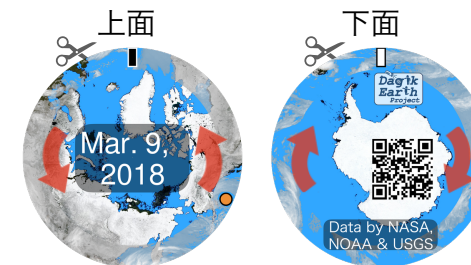 上面
下面
Dagik
Earth
Project
Mar. 9,
2018
Data by NASA,
NOAA & USGS